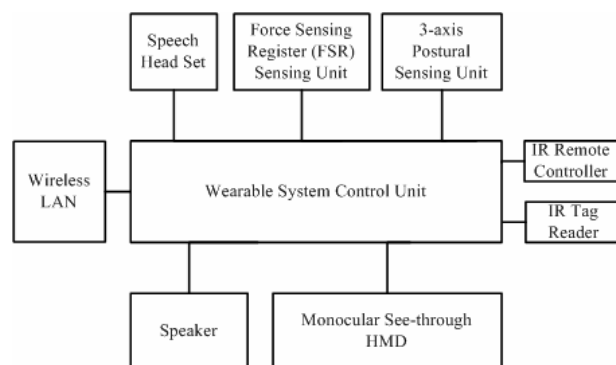 Speech
Head Set
Force Sensing
Register (FSR)
Sensing Unit
3-axis
Postural
Sensing Unit
Wireless
LAN
Wearable System Control Unit
IR Remote
Controller
IR Tag
Reader
Speaker
Monocular See-through
HMD